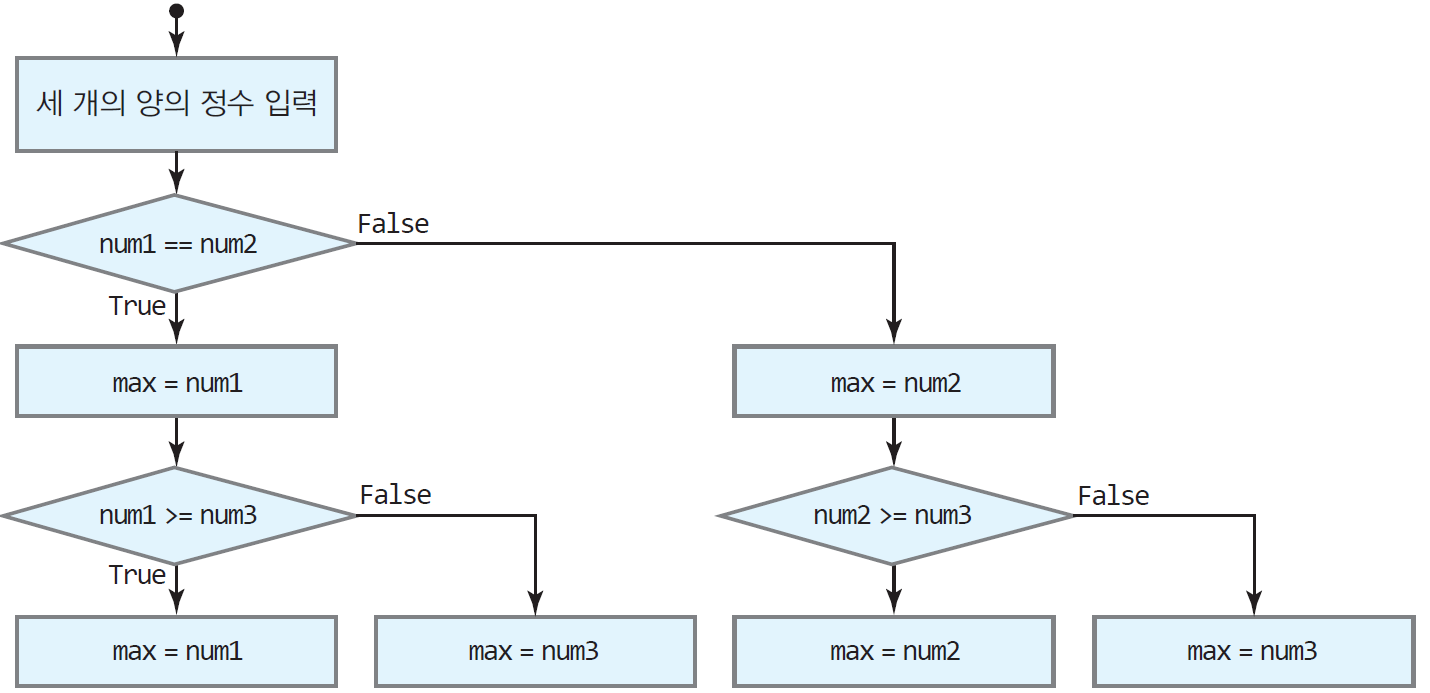 세 개의 양의 정수 입력
num1 == num2
False
True
max = num1
max = num2
num1 >= num3
False
True
num2 >= num3
False
max = num1
max = num3
max = num2
max = num3